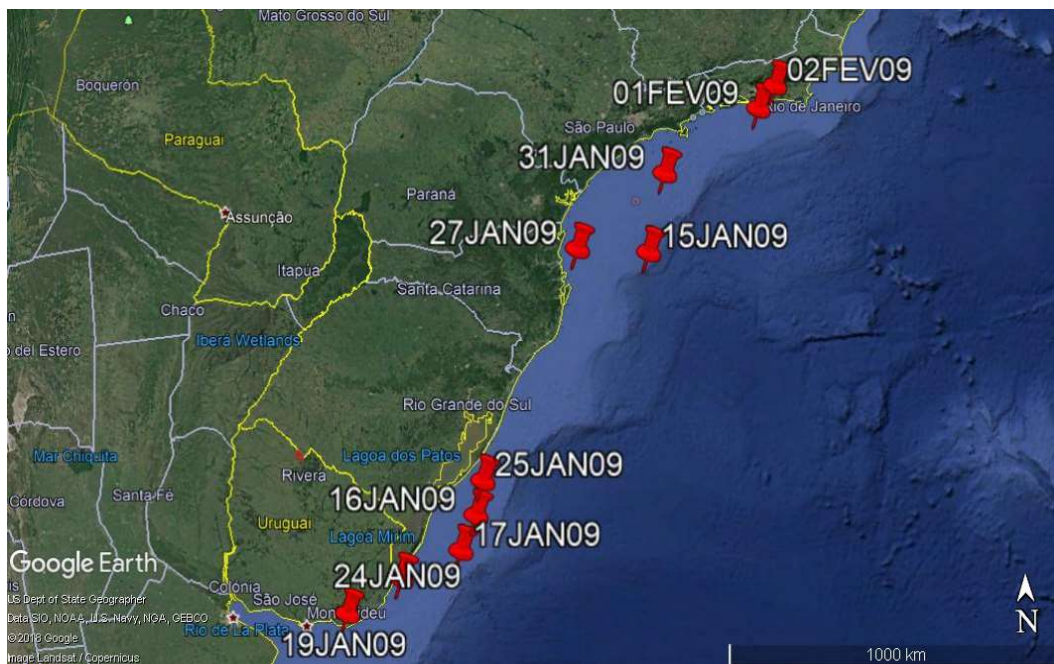 Mato Grosso do Sul
Boquerón
02FEV09
01FEV09
Rio de Janeiro
São Paulo
Paraguai
31JAN09
Paraná
Assunção
27JAN09
15JAN09
Itapúa
Santa Catarina
Chaco
Iberá Wetlands
o del Estero
Rio Grande do Sul
Mar Chiquita
Lagoa dos Patos
25JAN09
Rivera
16JAN09
Córdova
Santa Fé
Uruguai
Lagoa Mirim
17JAN09
Google Earth
24JAN09
Colônia
US Dept of State Geographer
São José
Data SIO, NOAA, U.S. Navy, NGA, GEBCO
Rio de La Plata
19JAN09
©2018 Google
Image Landsat / Copernicus
N
1000 km